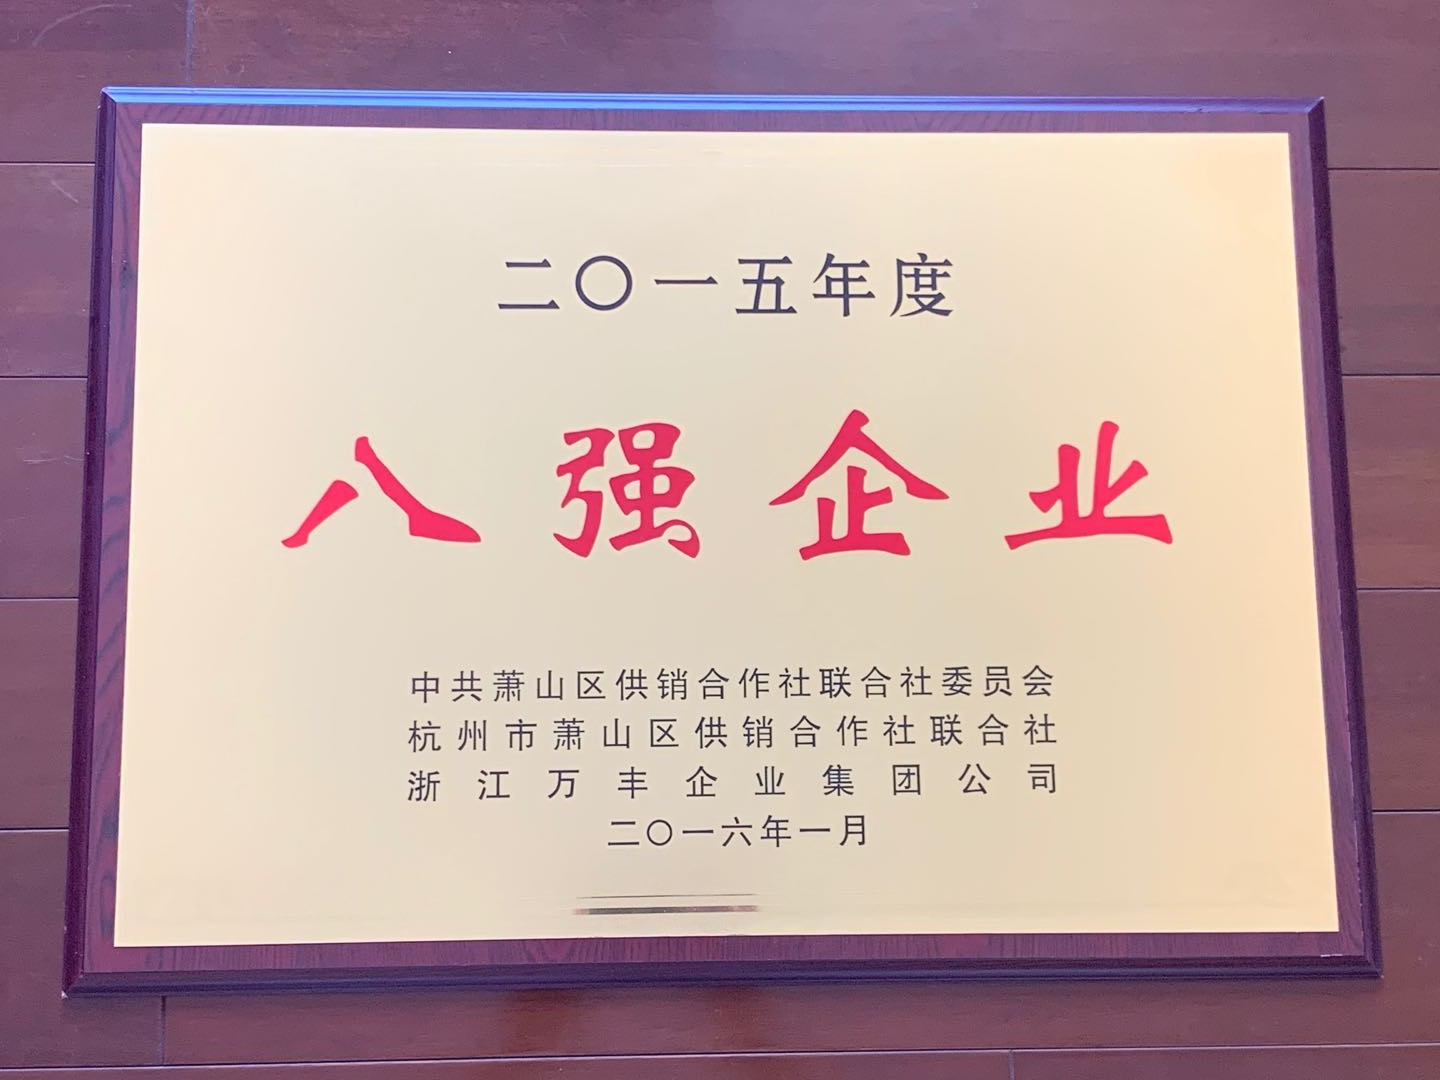 二〇一五年度
八强企业
中共萧山区供销合作社联合社委员会
杭州市萧山区供销合作社联合社
浙江万丰企业集团公司
二〇一六年一月